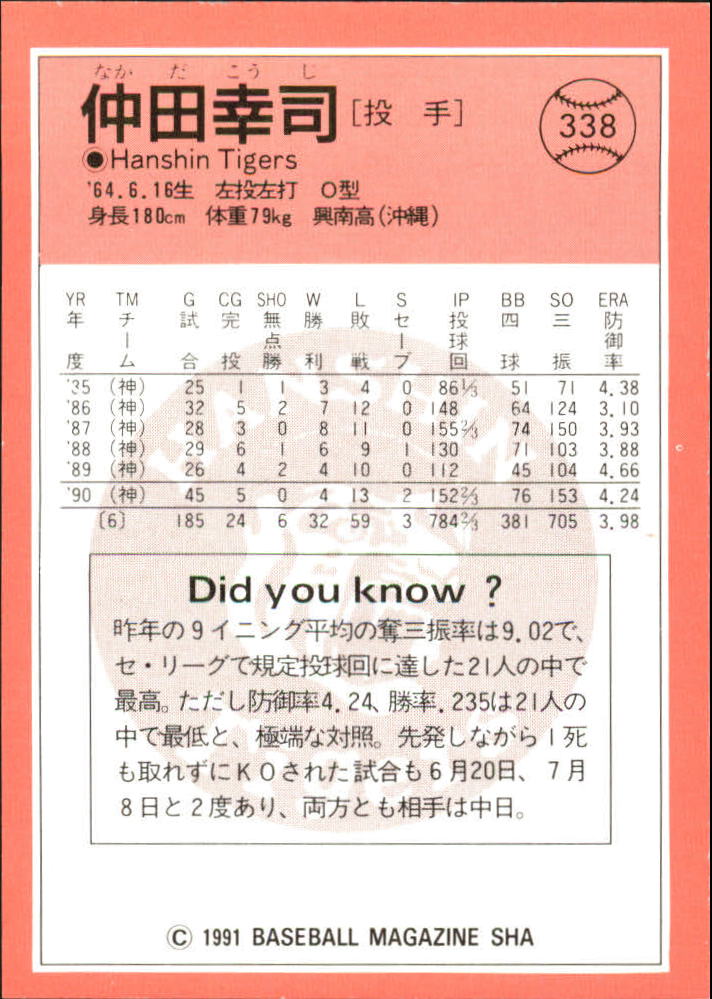 なか だ こう じ
仲田幸司 [投 手]
338
●Hanshin Tigers
'64.6.16生 左投左打 O型
身長180cm 体重79kg 興南高(沖縄)
YR TM G CG SHO W L S IP BB SO ERA
年度 チーム 試合 完投 無点勝 勝利 敗戦 セーブ 投球回 四球 三振 防御率
'85 (神) 25 1 1 3 4 0 86⅓ 51 71 4.38
'86 (神) 32 5 2 7 12 0 148 64 124 3.10
'87 (神) 28 3 0 8 11 0 155⅔ 74 150 3.93
'88 (神) 29 6 1 6 9 1 130 71 103 3.88
'89 (神) 26 4 2 4 10 0 112 45 104 4.66
'90 (神) 45 5 0 4 13 2 152⅔ 76 153 4.24
〔6〕 185 24 6 32 59 3 784⅔ 381 705 3.98
Did you know ?
昨年の9イニング平均の奪三振率は9.02で、
セ・リーグで規定投球回に達した21人の中で
最高。ただし防御率4.24、勝率.235は21人の
中で最低と、極端な対照。先発しながら1死
も取れずにKOされた試合も6月20日、7月
8日と2度あり、両方とも相手は中日。
© 1991 BASEBALL MAGAZINE SHA